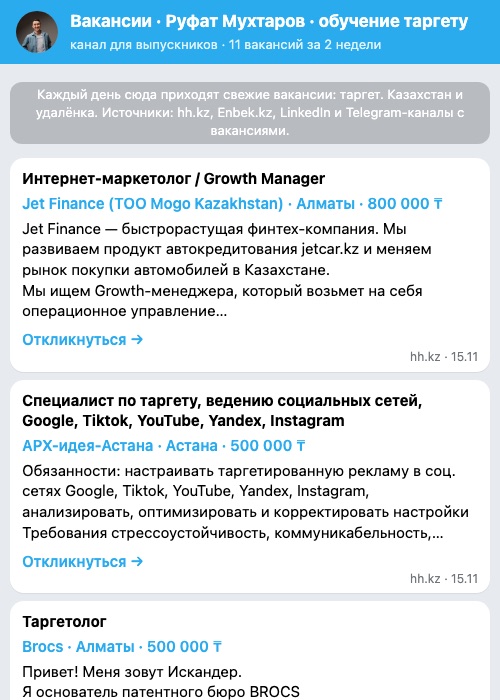 Вакансии · Руфат Мухтаров · обучение таргету
канал для выпускников · 11 вакансий за 2 недели
Каждый день сюда приходят свежие вакансии: таргет. Казахстан и
удалёнка. Источники: hh.kz, Enbek.kz, LinkedIn и Telegram-каналы с
вакансиями.
Интернет-маркетолог / Growth Manager
Jet Finance (ТОО Mogo Kazakhstan) · Алматы · 800 000 ₸
Jet Finance — быстрорастущая финтех-компания. Мы
развиваем продукт автокредитования jetcar.kz и меняем
рынок покупки автомобилей в Казахстане.
Мы ищем Growth-менеджера, который возьмет на себя
операционное управление...
Откликнуться →
hh.kz · 15.11
Специалист по таргету, ведению социальных сетей,
Google, Tiktok, YouTube, Yandex, Instagram
АРХ-идея-Астана · Астана · 500 000 ₸
Обязанности: настраивать таргетированную рекламу в соц.
сетях Google, Tiktok, YouTube, Yandex, Instagram,
анализировать, оптимизировать и корректировать настройки
Требования стрессоустойчивость, коммуникабельность,...
Откликнуться →
hh.kz · 15.11
Таргетолог
Brocs · Алматы · 500 000 ₸
Привет! Меня зовут Искандер.
Я основатель патентного бюро BROCS